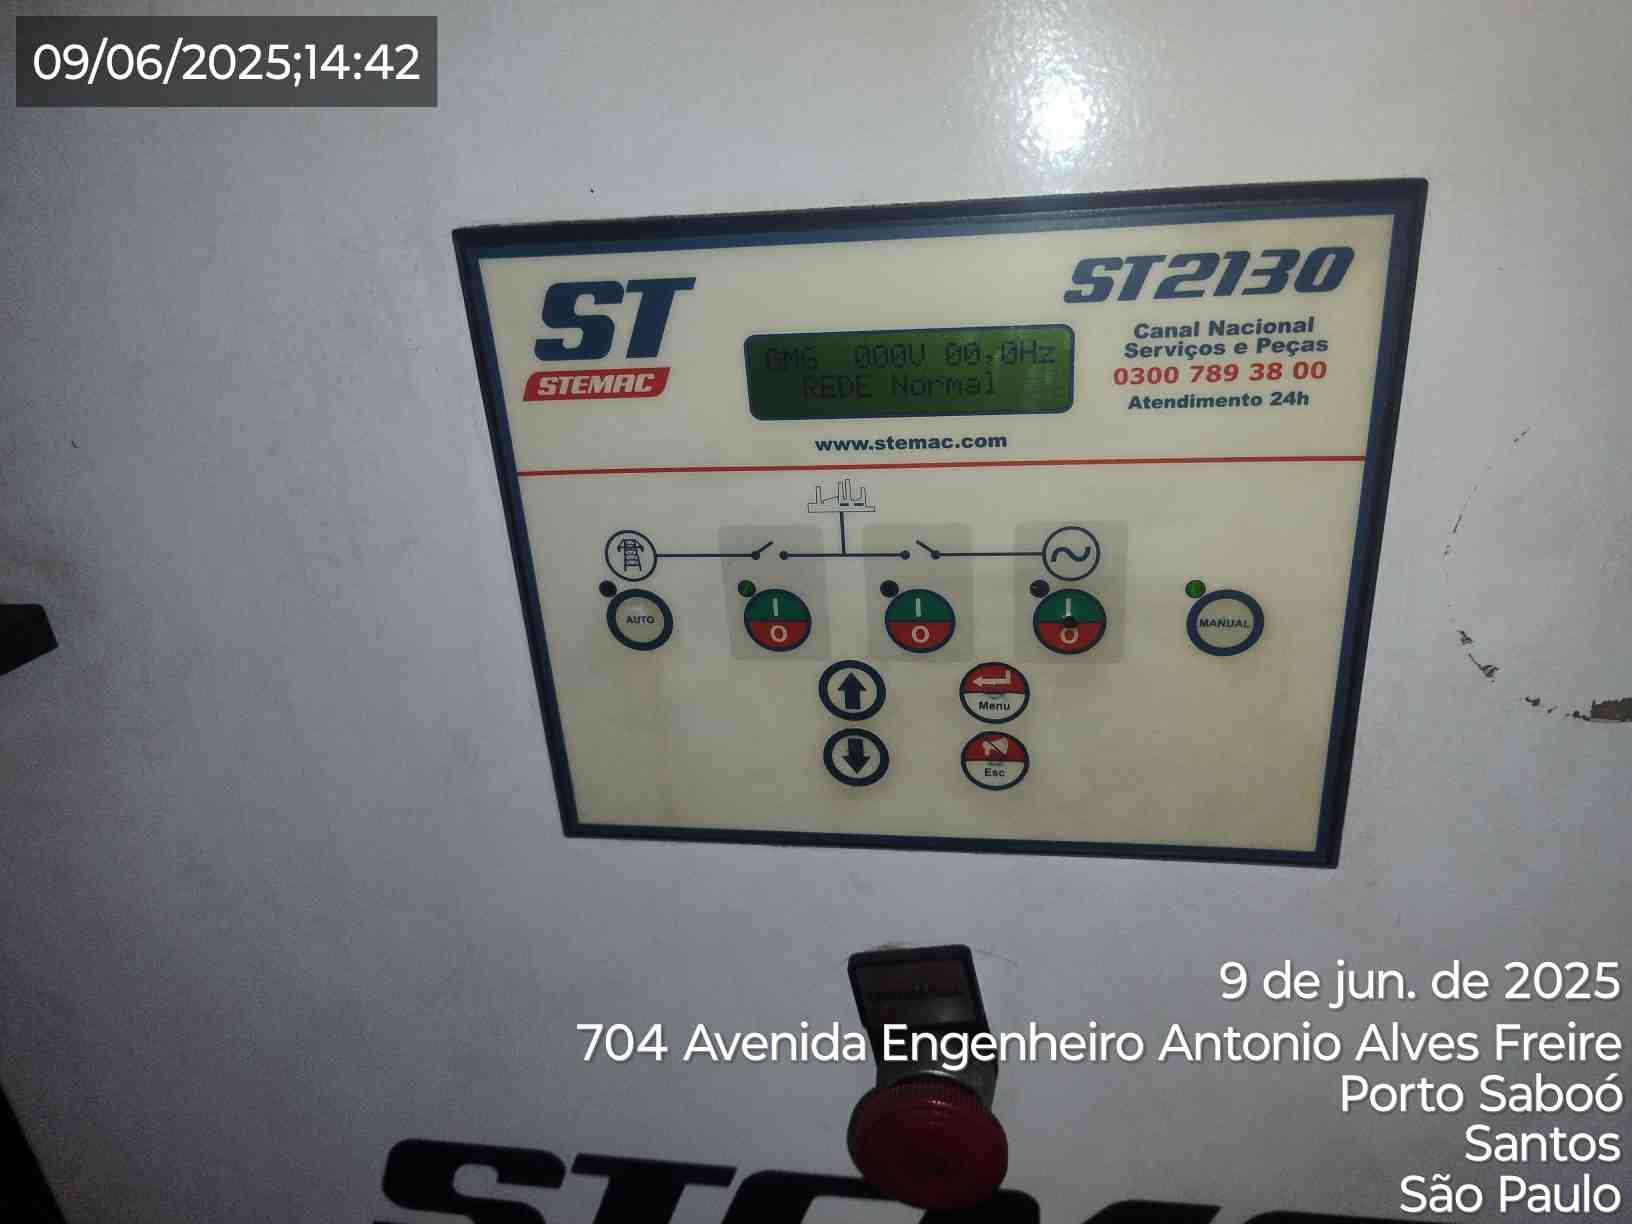 09/06/2025;14:42
ST
STEMAC
ST2130
Canal Nacional
Serviços e Peças
0300 789 38 00
Atendimento 24h
GMG 000V 00,0Hz
REDE Normal
www.stemac.com
AUTO
I
O
I
O
I
O
MANUAL
Menu
Esc
9 de jun. de 2025
704 Avenida Engenheiro Antonio Alves Freire
Porto Saboó
Santos
São Paulo